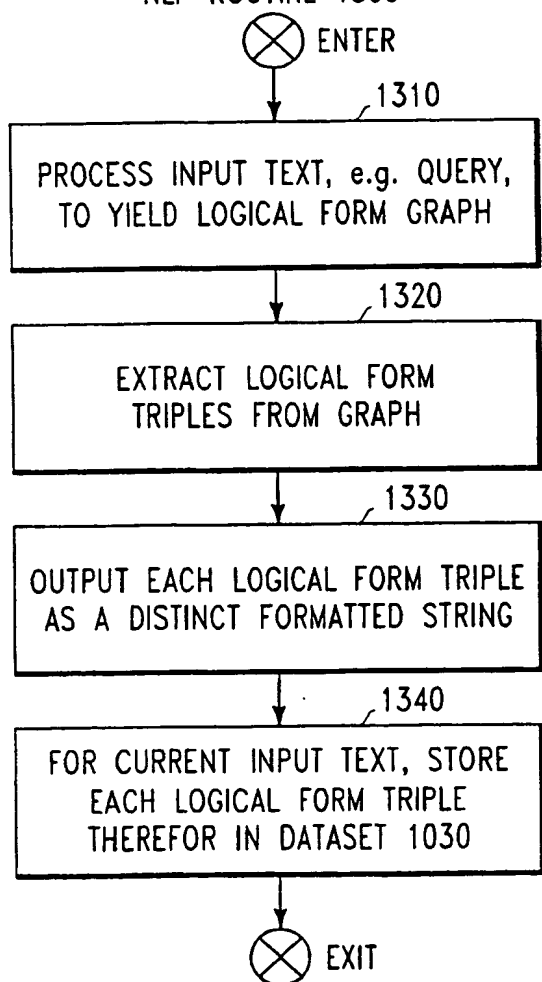 ENTER
1310
PROCESS INPUT TEXT, e.g. QUERY,
TO YIELD LOGICAL FORM GRAPH
1320
EXTRACT LOGICAL FORM
TRIPLES FROM GRAPH
1330
OUTPUT EACH LOGICAL FORM TRIPLE
AS A DISTINCT FORMATTED STRING
1340
FOR CURRENT INPUT TEXT, STORE
EACH LOGICAL FORM TRIPLE
THEREFOR IN DATASET 1030
EXIT